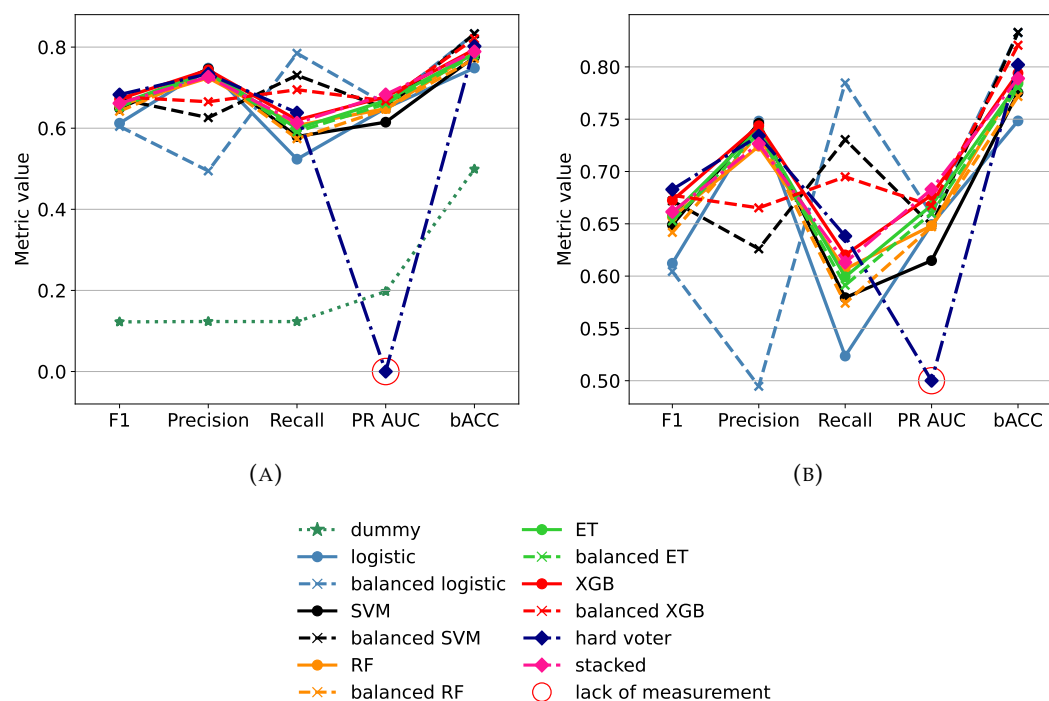 0.8
0.6
0.4
0.2
0.0
Metric value
F1 Precision Recall PR AUC bACC
(A)
0.80
0.75
0.70
0.65
0.60
0.55
0.50
Metric value
F1 Precision Recall PR AUC bACC
(B)
dummy
logistic
balanced logistic
SVM
balanced SVM
RF
balanced RF
ET
balanced ET
XGB
balanced XGB
hard voter
stacked
lack of measurement